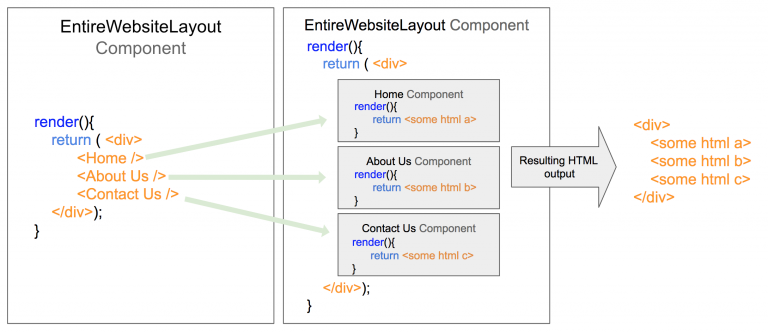 EntireWebsiteLayout
Component
render(){
return ( <div>
<Home />
<About Us />
<Contact Us />
</div>);
}
EntireWebsiteLayout Component
render(){
return ( <div>
Home Component
render(){
return <some html a>
}
About Us Component
render(){
return <some html b>
}
Contact Us Component
render(){
return <some html c>
}
</div>);
}
Resulting HTML
output
<div>
<some html a>
<some html b>
<some html c>
</div>